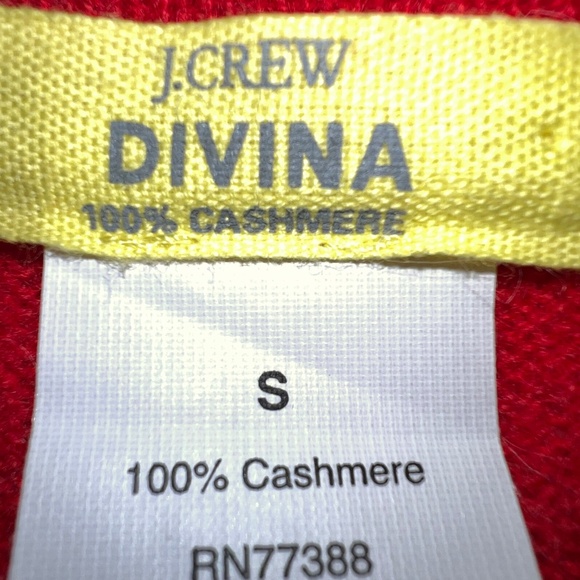 J.CREW
DIVINA
100% CASHMERE
S
100% Cashmere
RN77388